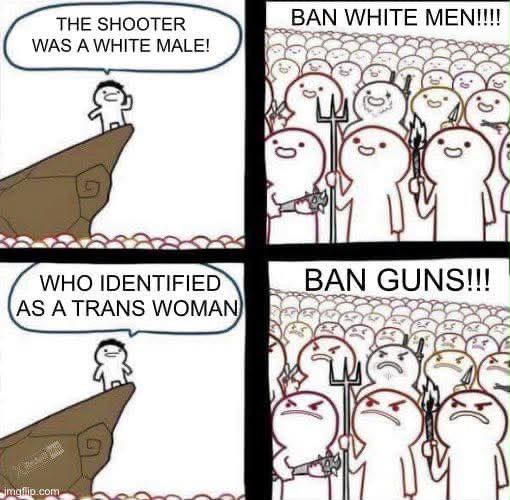 THE SHOOTER
WAS A WHITE MALE!
BAN WHITE MEN!!!!
WHO IDENTIFIED
AS A TRANS WOMAN
BAN GUNS!!!
imgflip.com